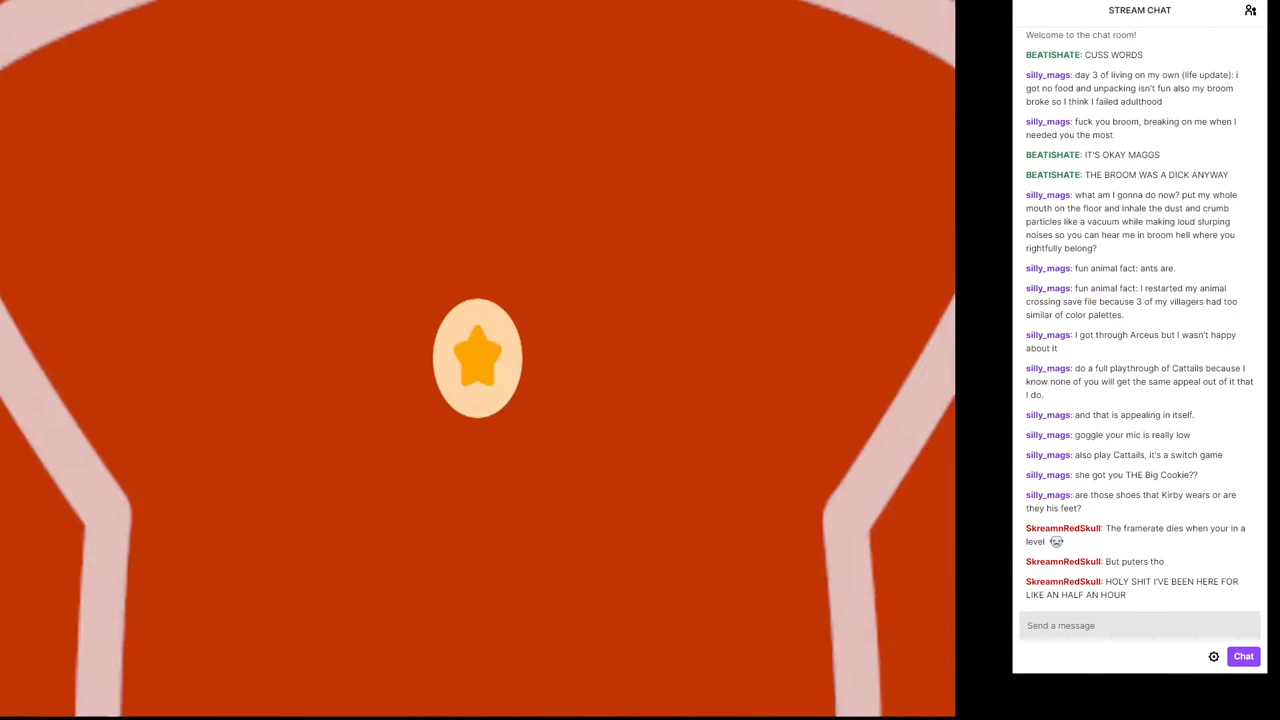 STREAM CHAT
Welcome to the chat room!
BEATISHATE: CUSS WORDS
silly_mags: day 3 of living on my own (life update): i
got no food and unpacking isn't fun also my broom
broke so I think I failed adulthood
silly_mags: fuck you broom, breaking on me when I
needed you the most
BEATISHATE: IT'S OKAY MAGGS
BEATISHATE: THE BROOM WAS A DICK ANYWAY
silly_mags: what am I gonna do now? put my whole
mouth on the floor and inhale the dust and crumb
particles like a vacuum while making loud slurping
noises so you can hear me in broom hell where you
rightfully belong?
silly_mags: fun animal fact: ants are.
silly_mags: fun animal fact: I restarted my animal
crossing save file because 3 of my villagers had too
similar of color palettes.
silly_mags: I got through Arceus but I wasn't happy
about it
silly_mags: do a full playthrough of Cattails because I
know none of you will get the same appeal out of it that
I do.
silly_mags: and that is appealing in itself.
silly_mags: goggle your mic is really low
silly_mags: also play Cattails, it's a switch game
silly_mags: she got you THE Big Cookie??
silly_mags: are those shoes that Kirby wears or are
they his feet?
SkreamnRedSkull: The framerate dies when your in a
level
SkreamnRedSkull: But puters tho
SkreamnRedSkull: HOLY SHIT I'VE BEEN HERE FOR
LIKE AN HALF AN HOUR
Send a message
Chat